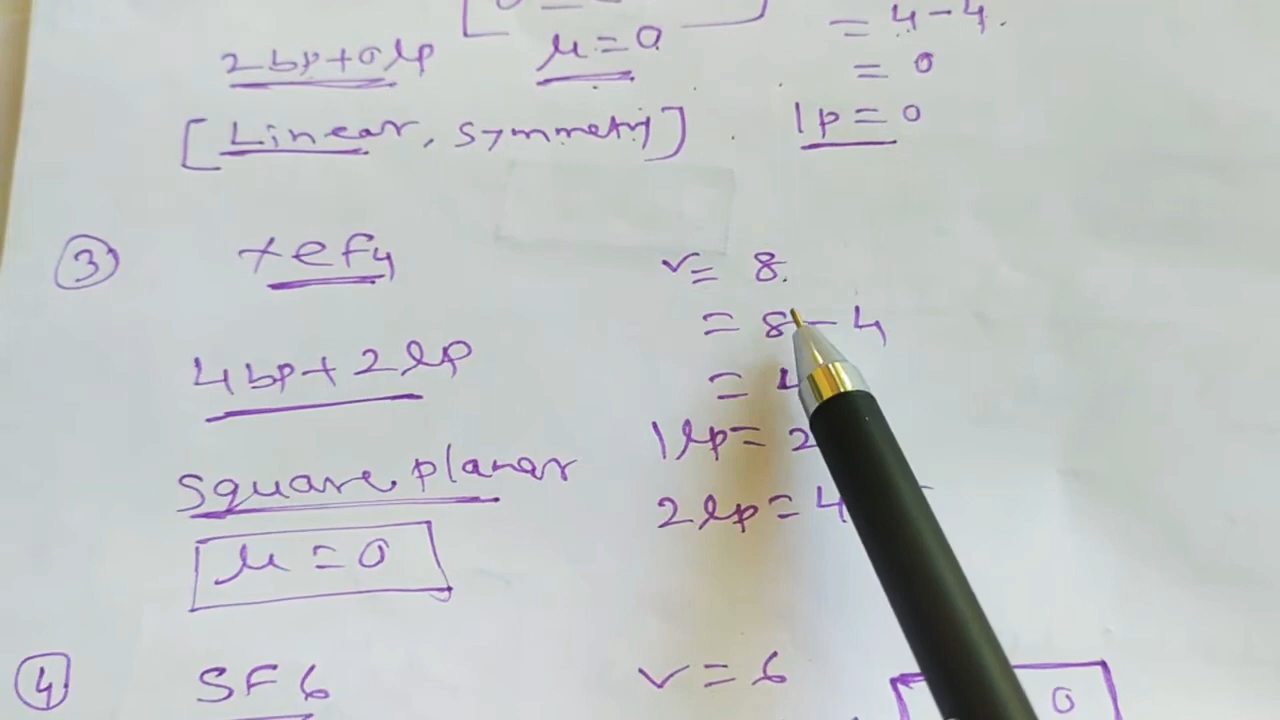 = 4-4.
2bp+0lp
μ=0
= 0
[Linear, symmetry].
lp=0
③ xef4
v= 8.
= 8-4
4bp+2lp
= 4
1lp= 2
square planar
2lp= 4
μ=0
④ SF6
v=6
0